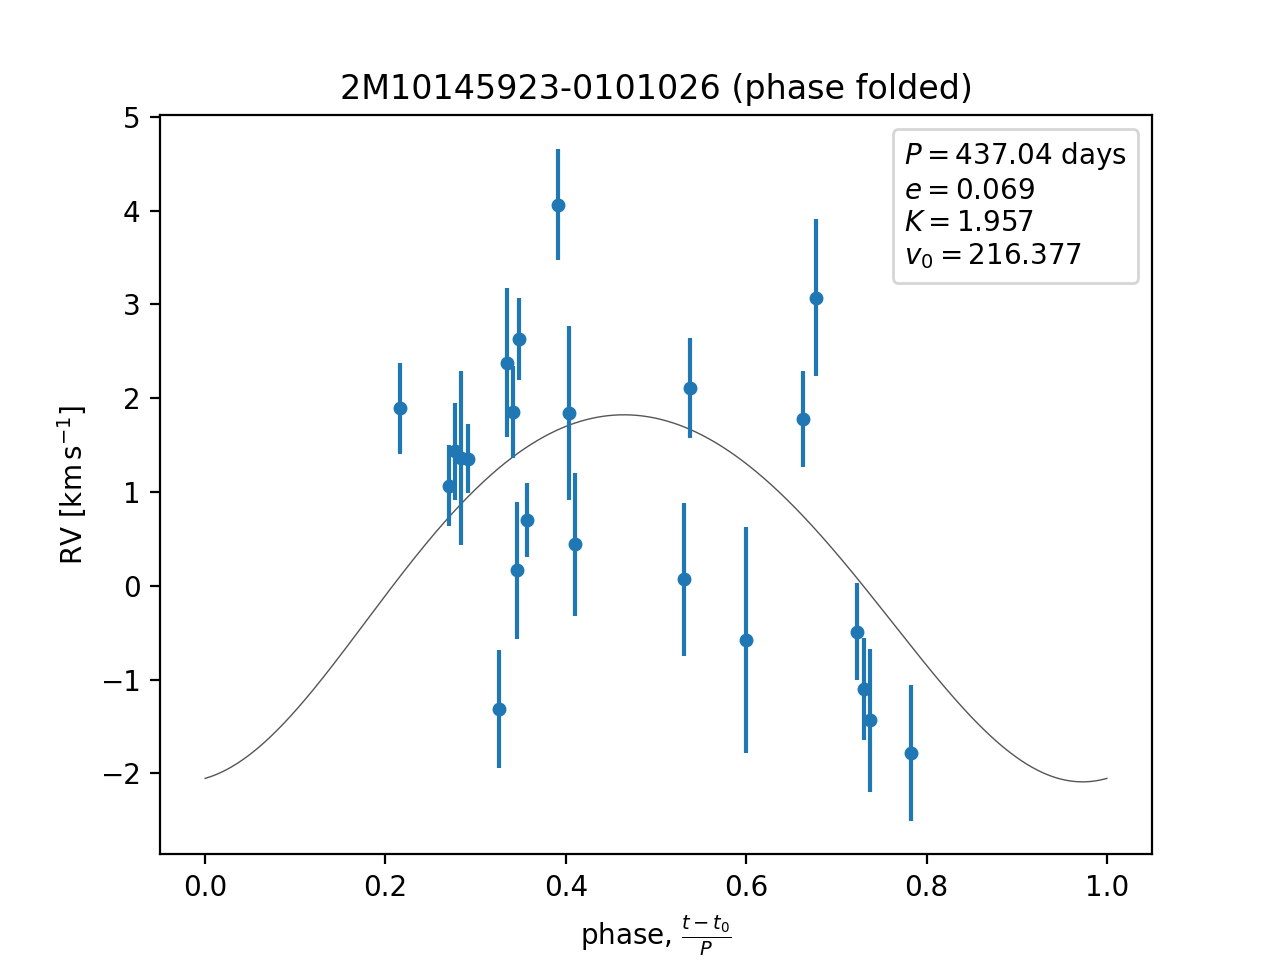 2M10145923-0101026 (phase folded)
P = 437.04 days
e = 0.069
K = 1.957
v₀ = 216.377
RV [km s⁻¹]
5
4
3
2
1
0
−1
−2
0.0 0.2 0.4 0.6 0.8 1.0
phase, (t − t₀)/P